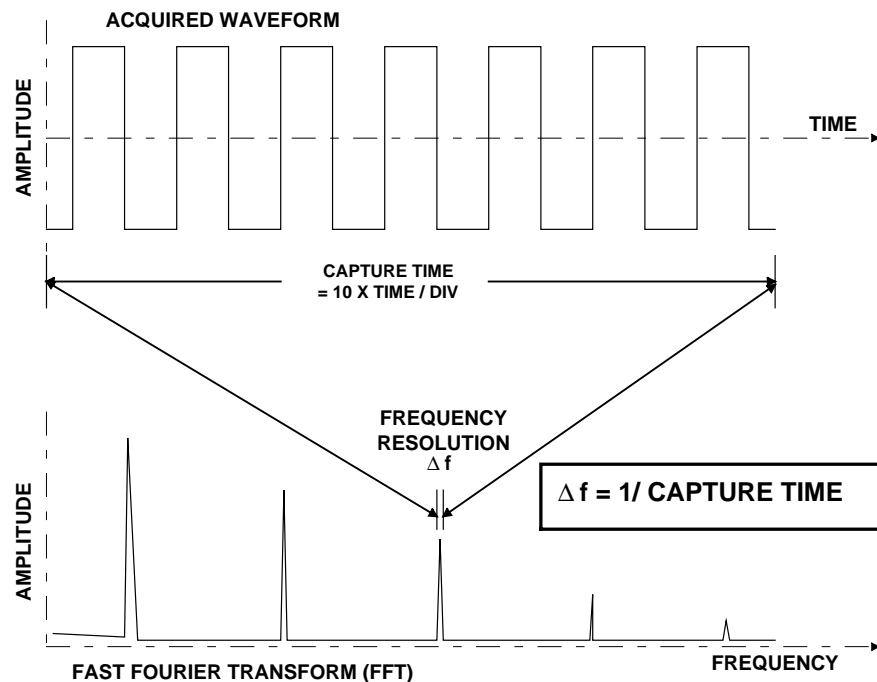 ACQUIRED WAVEFORM
AMPLITUDE
TIME
CAPTURE TIME
= 10 X TIME / DIV
FREQUENCY
RESOLUTION
Δ f
Δ f = 1/ CAPTURE TIME
AMPLITUDE
FREQUENCY
FAST FOURIER TRANSFORM (FFT)